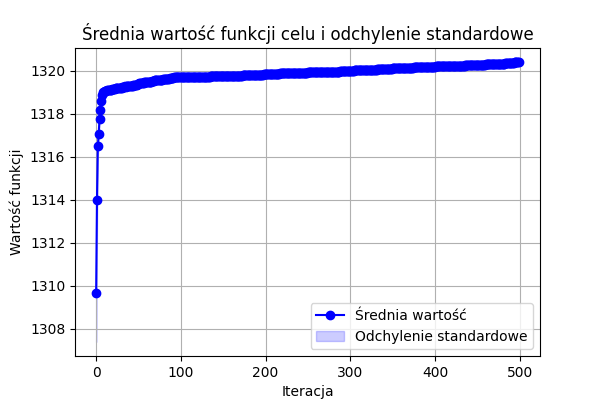 Średnia wartość funkcji celu i odchylenie standardowe
Wartość funkcji
1320
1318
1316
1314
1312
1310
1308
0 100 200 300 400 500
Iteracja
Średnia wartość
Odchylenie standardowe